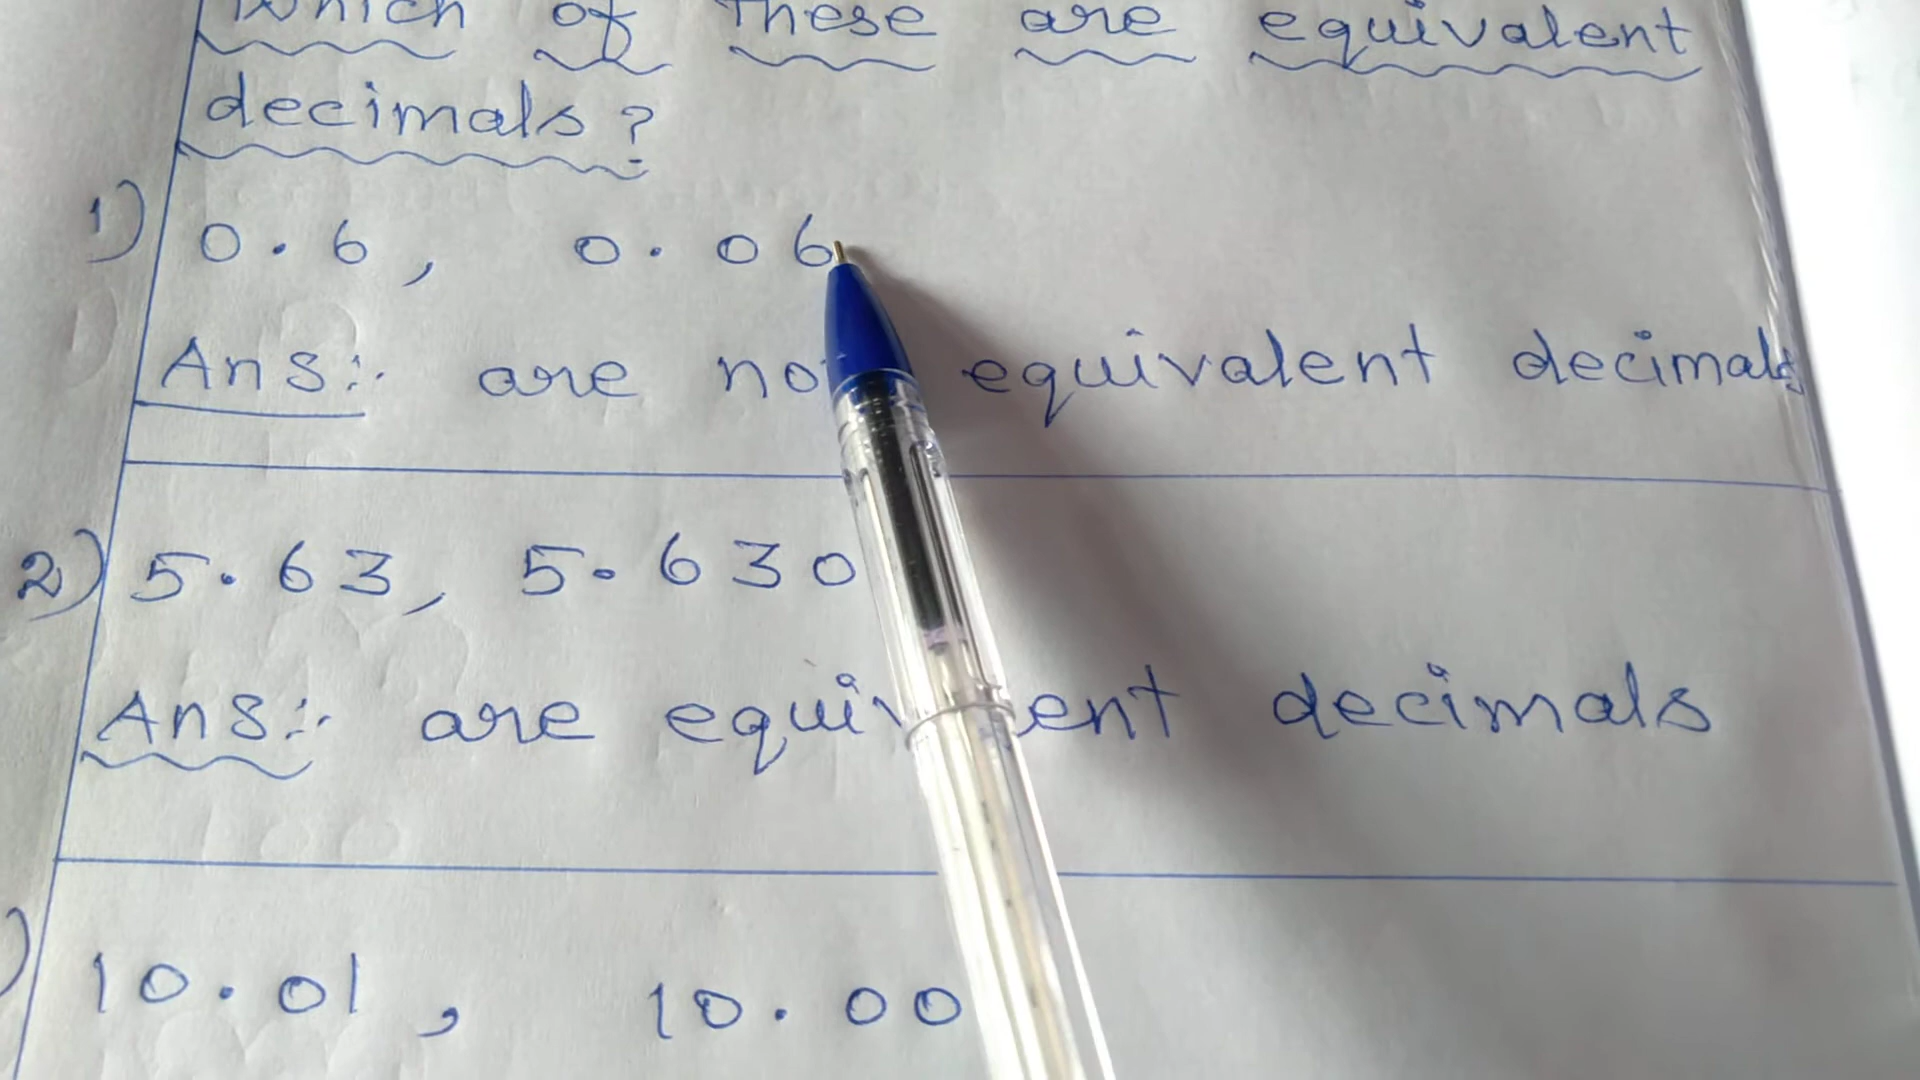 Which of these are equivalent
decimals?
1) 0.6, 0.06
Ans:. are not equivalent decimals
2) 5.63, 5.630
Ans:. are equivalent decimals
) 10.01, 10.00